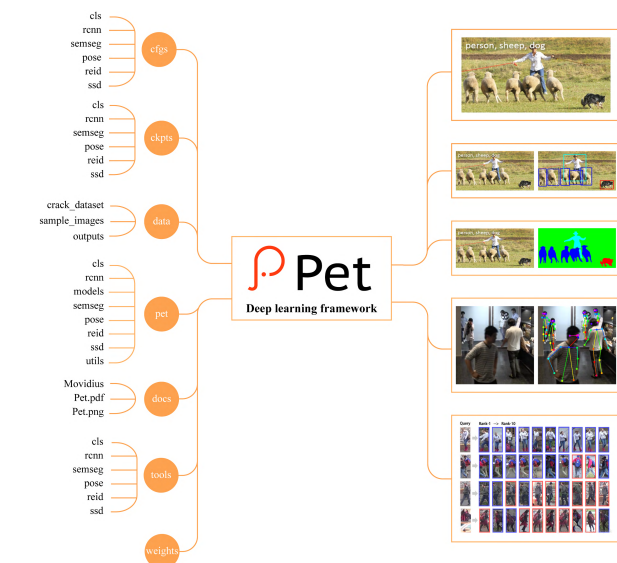 cls
rcnn
semseg
pose
reid
ssd
cfgs
cls
rcnn
semseg
pose
reid
ssd
ckpts
crack_dataset
sample_images
outputs
data
cls
rcnn
models
semseg
pose
reid
ssd
utils
pet
Movidius
Pet.pdf
Pet.png
docs
cls
rcnn
semseg
pose
reid
ssd
tools
weights
Pet
Deep learning framework
person, sheep, dog
person, sheep, dog
person, sheep, dog
Query Rank-1 → Rank-10